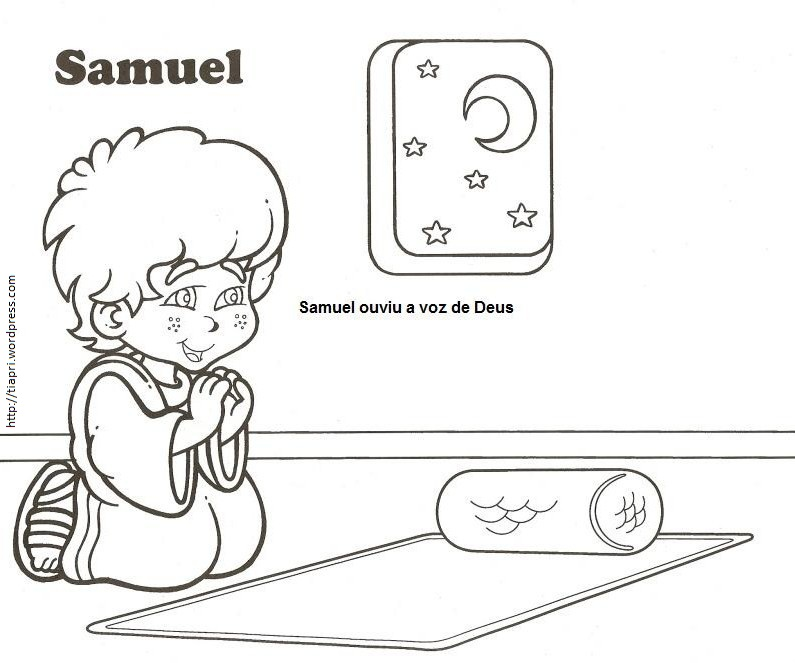 Samuel
Samuel ouviu a voz de Deus
http://tiapri.wordpress.com